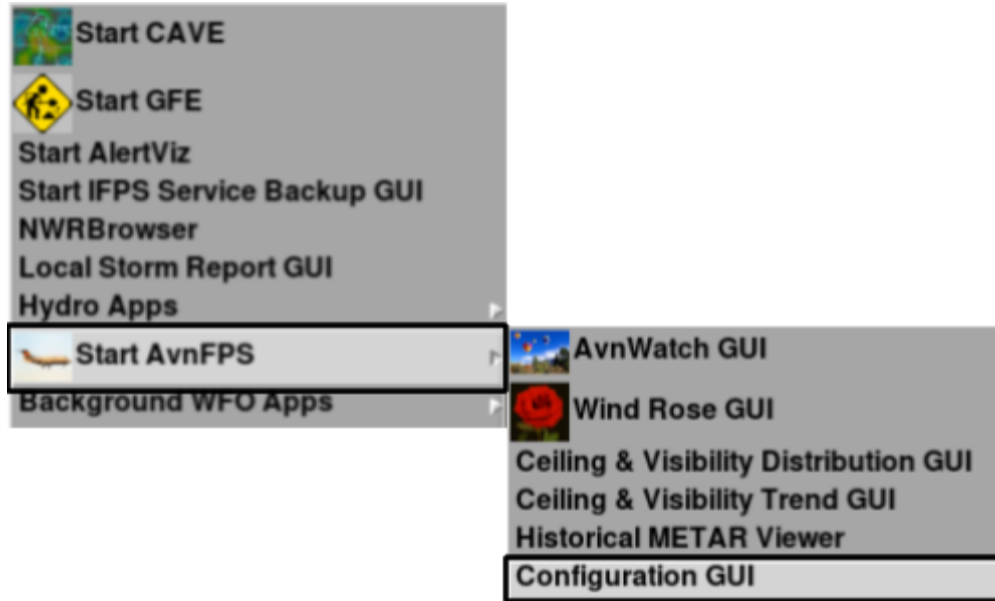 Start CAVE
Start GFE
Start AlertViz
Start IFPS Service Backup GUI
NWRBrowser
Local Storm Report GUI
Hydro Apps
Start AvnFPS
Background WFO Apps
AvnWatch GUI
Wind Rose GUI
Ceiling & Visibility Distribution GUI
Ceiling & Visibility Trend GUI
Historical METAR Viewer
Configuration GUI